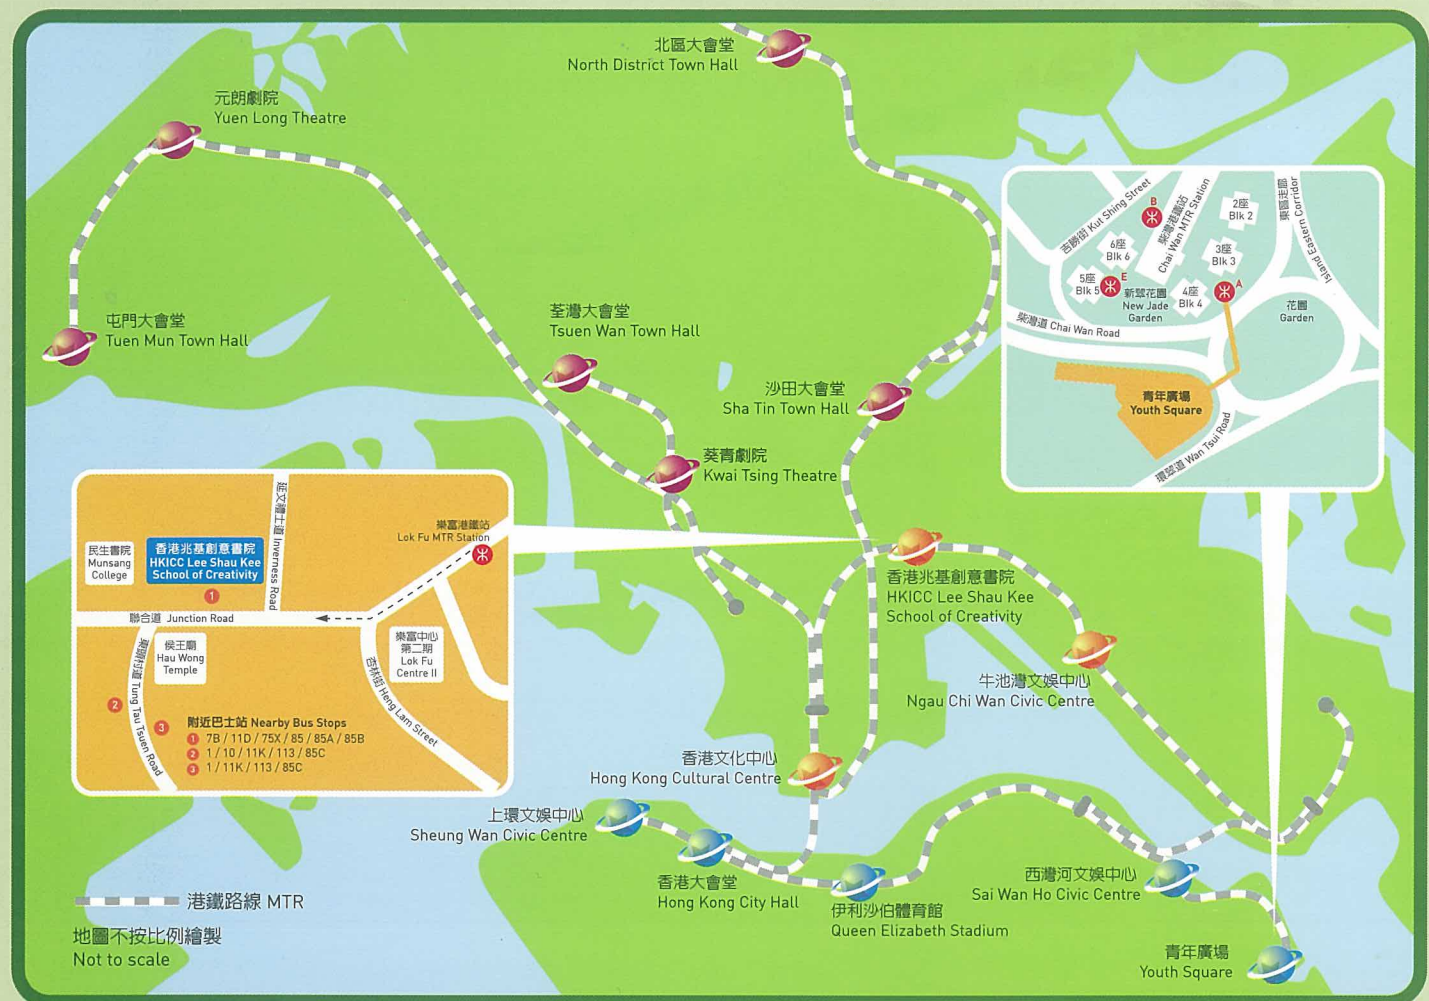 北區大會堂
North District Town Hall
元朗劇院
Yuen Long Theatre
屯門大會堂
Tuen Mun Town Hall
荃灣大會堂
Tsuen Wan Town Hall
沙田大會堂
Sha Tin Town Hall
葵青劇院
Kwai Tsing Theatre
香港兆基創意書院
HKICC Lee Shau Kee
School of Creativity
牛池灣文娛中心
Ngau Chi Wan Civic Centre
香港文化中心
Hong Kong Cultural Centre
上環文娛中心
Sheung Wan Civic Centre
香港大會堂
Hong Kong City Hall
伊利沙伯體育館
Queen Elizabeth Stadium
西灣河文娛中心
Sai Wan Ho Civic Centre
青年廣場
Youth Square
吉勝街 Kut Shing Street
B
柴灣港鐵站
Chai Wan MTR Station
2座
Blk 2
東區走廊
Island Eastern Corridor
6座
Blk 6
3座
Blk 3
5座
Blk 5
E
新翠花園
New Jade
Garden
4座
Blk 4
A
花園
Garden
柴灣道 Chai Wan Road
青年廣場
Youth Square
環翠道 Wan Tsui Road
延文禮士道 Inverness Road
樂富港鐵站
Lok Fu MTR Station
民生書院
Munsang
College
香港兆基創意書院
HKICC Lee Shau Kee
School of Creativity
1
聯合道 Junction Road
東頭村道 Tung Tau Tsuen Road
侯王廟
Hau Wong
Temple
樂富中心
第二期
Lok Fu
Centre II
杏林街 Heng Lam Street
2
3
附近巴士站 Nearby Bus Stops
1 7B / 11D / 75X / 85 / 85A / 85B
2 1 / 10 / 11K / 113 / 85C
3 1 / 11K / 113 / 85C
港鐵路線 MTR
地圖不按比例繪製
Not to scale